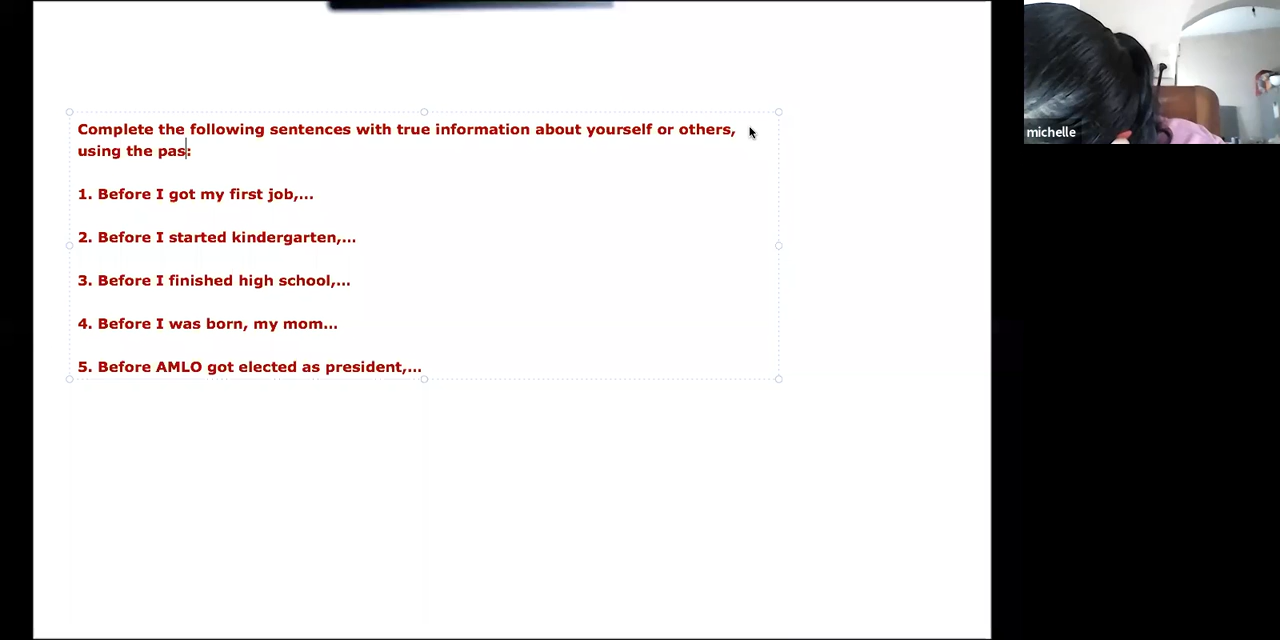 Complete the following sentences with true information about yourself or others,
using the pas:
1. Before I got my first job,...
2. Before I started kindergarten,...
3. Before I finished high school,...
4. Before I was born, my mom...
5. Before AMLO got elected as president,...
michelle